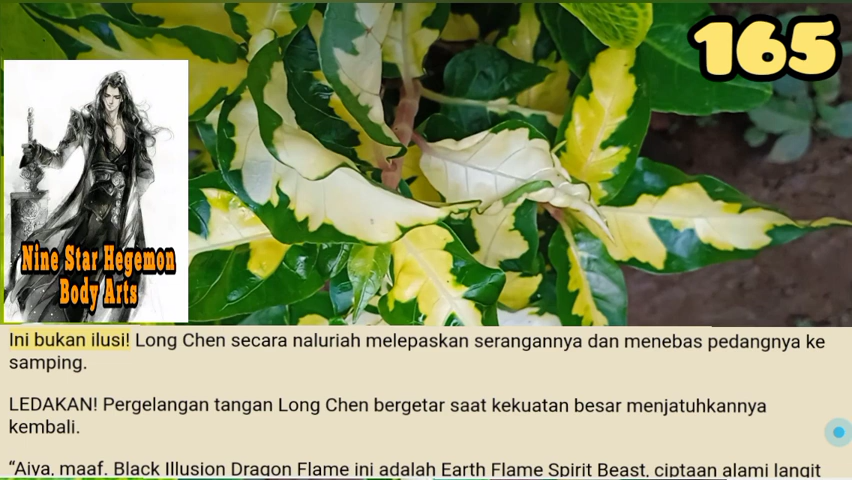 165
Nine Star Hegemon
Body Arts
Ini bukan ilusi! Long Chen secara naluriah melepaskan serangannya dan menebas pedangnya ke
samping.
LEDAKAN! Pergelangan tangan Long Chen bergetar saat kekuatan besar menjatuhkannya
kembali.
“Aiya, maaf. Black Illusion Dragon Flame ini adalah Earth Flame Spirit Beast, ciptaan alami langit